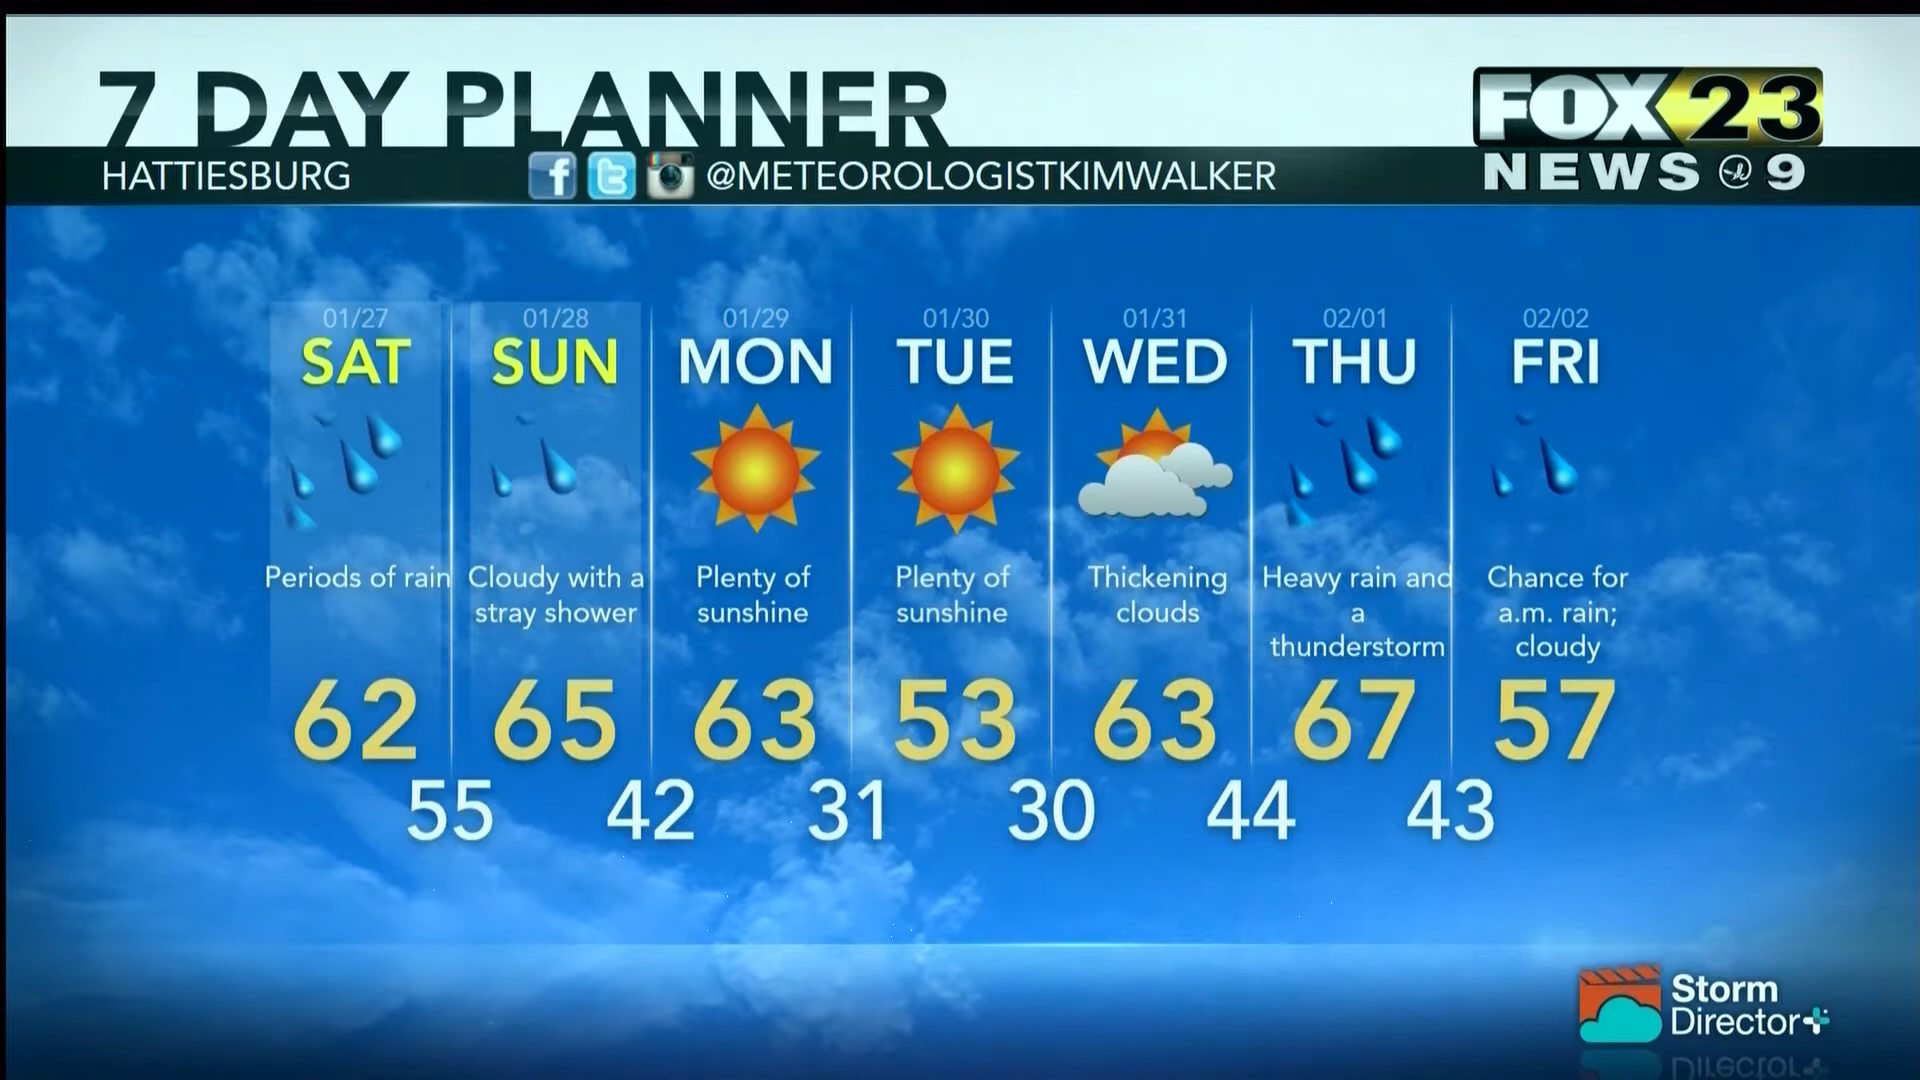 7 DAY PLANNER
FOX 23
NEWS @ 9
HATTIESBURG
@METEOROLOGISTKIMWALKER
01/27
SAT
Periods of rain
62
01/28
SUN
Cloudy with a
stray shower
65
01/29
MON
Plenty of
sunshine
63
01/30
TUE
Plenty of
sunshine
53
01/31
WED
Thickening
clouds
63
02/01
THU
Heavy rain and
a
thunderstorm
67
02/02
FRI
Chance for
a.m. rain;
cloudy
57
55
42
31
30
44
43
Storm
Director+